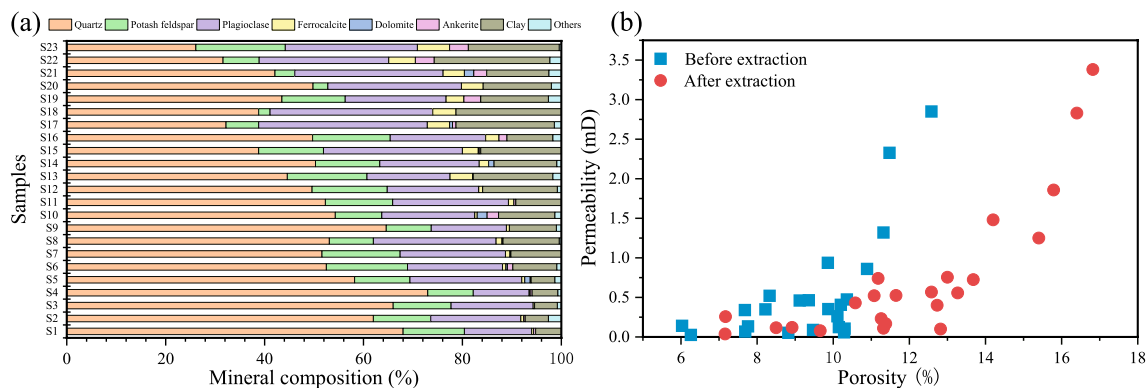 (a)
Quartz Potash feldspar Plagioclase Ferrocalcite Dolomite Ankerite Clay Others
S23
S22
S21
S20
S19
S18
S17
S16
S15
S14
S13
S12
S11
S10
S9
S8
S7
S6
S5
S4
S3
S2
S1
Samples
0 20 40 60 80 100
Mineral composition (%)
(b)
Before extraction
After extraction
3.5
3.0
2.5
2.0
1.5
1.0
0.5
0.0
Permeability (mD)
6 8 10 12 14 16 18
Porosity (%)